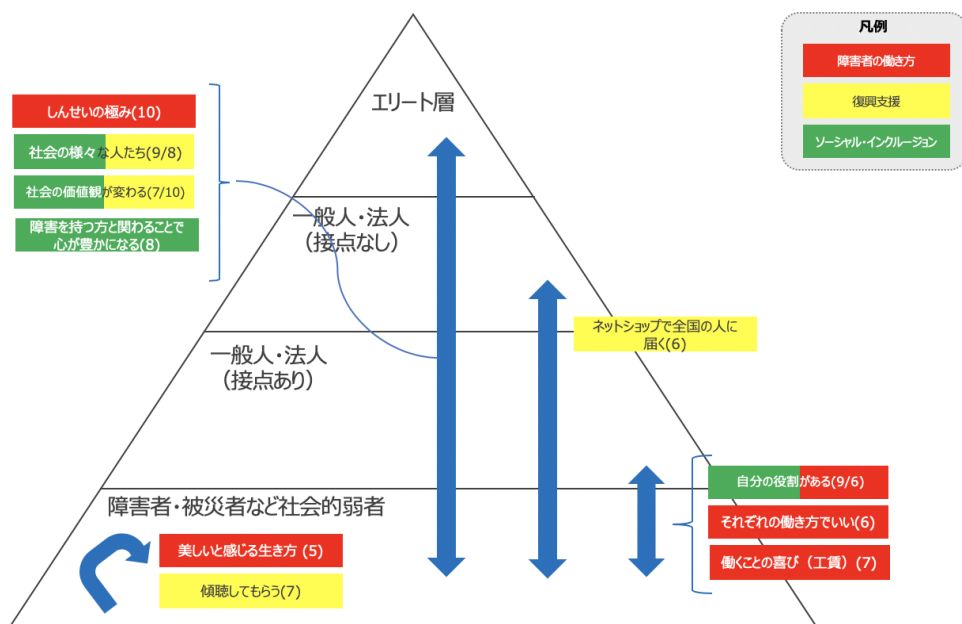 凡例
障害者の働き方
復興支援
ソーシャル・インクルージョン
エリート層
しんせいの極み(10)
社会の様々な人たち(9/8)
社会の価値観が変わる(7/10)
障害を持つ方と関わることで
心が豊かになる(8)
一般人・法人
(接点なし)
ネットショップで全国の人に
届く(6)
一般人・法人
(接点あり)
障害者・被災者など社会的弱者
美しいと感じる生き方 (5)
傾聴してもらう(7)
自分の役割がある(9/6)
それぞれの働き方でいい(6)
働くことの喜び（工賃）(7)